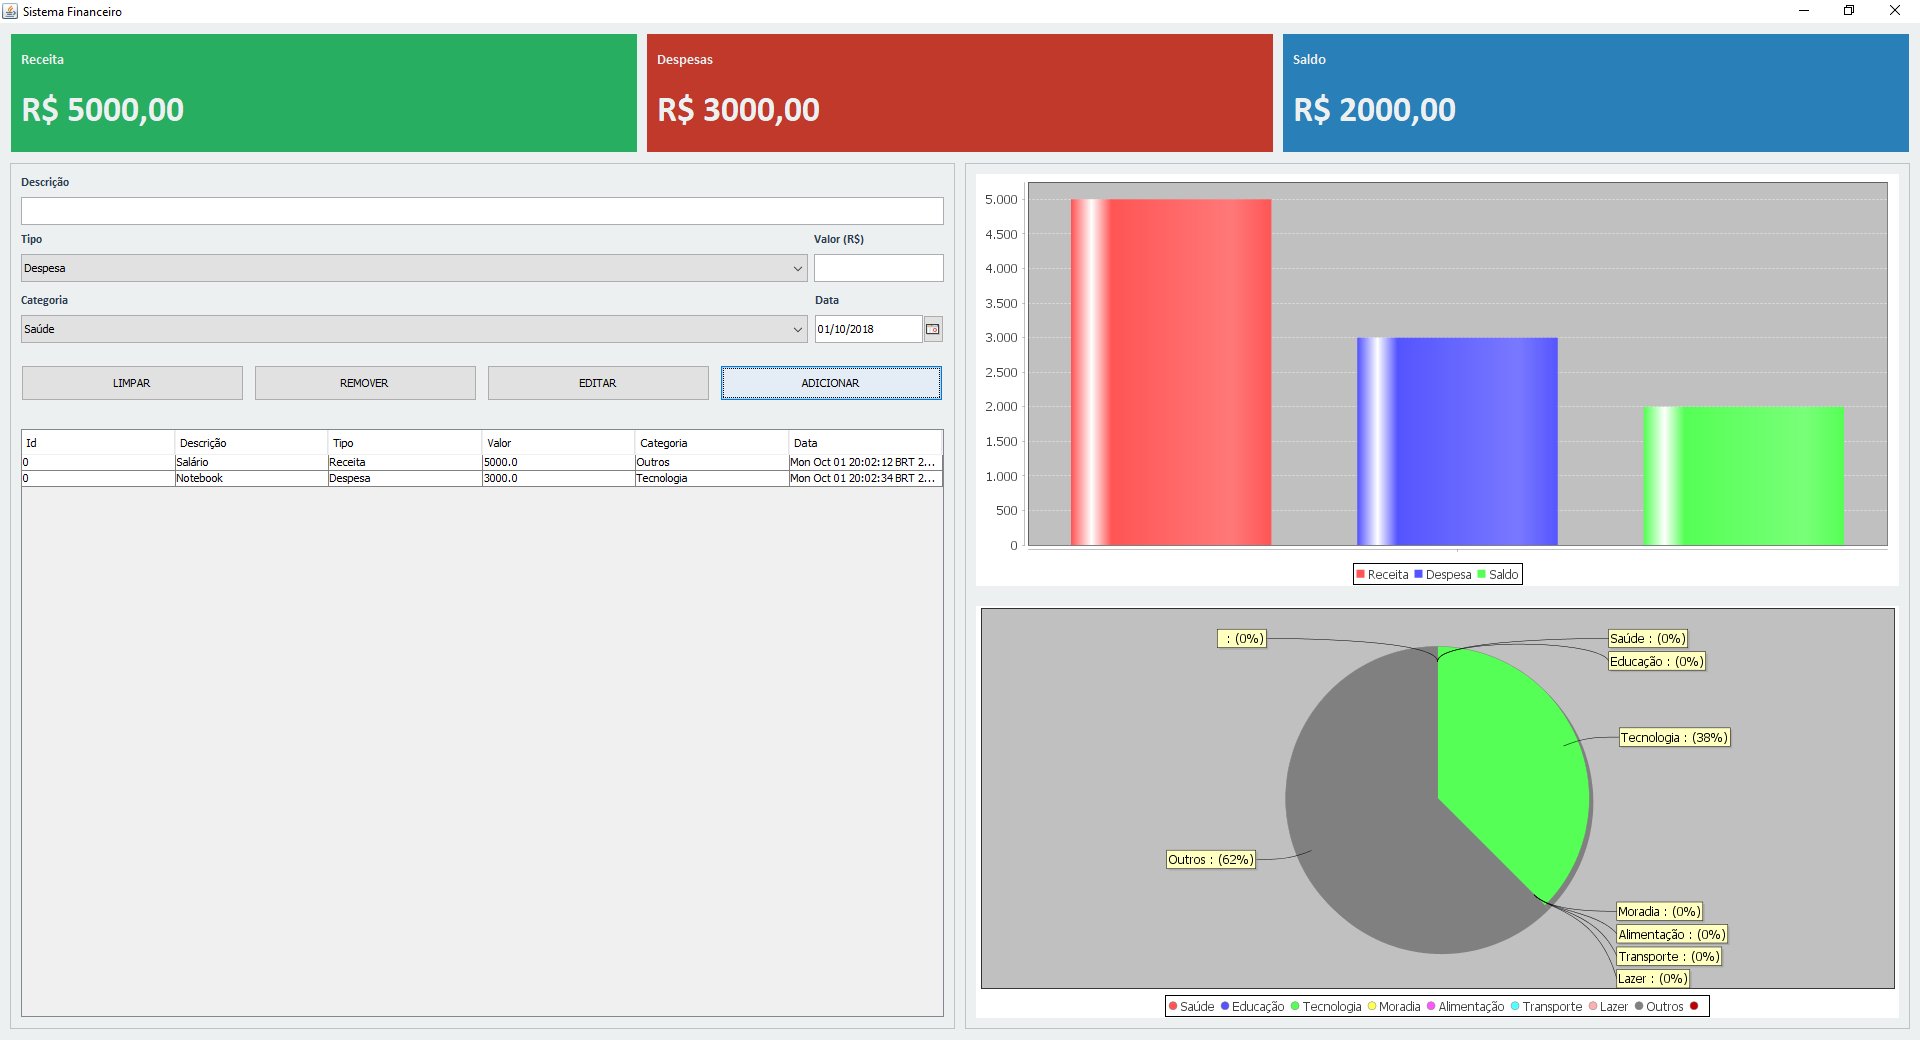 Sistema Financeiro
Receita
R$ 5000,00
Despesas
R$ 3000,00
Saldo
R$ 2000,00
Descrição
Tipo
Valor (R$)
Despesa
Categoria
Data
Saúde
01/10/2018
LIMPAR
REMOVER
EDITAR
ADICIONAR
Id Descrição Tipo Valor Categoria Data
0 Salário Receita 5000.0 Outros Mon Oct 01 20:02:12 BRT 2...
0 Notebook Despesa 3000.0 Tecnologia Mon Oct 01 20:02:34 BRT 2...
5.000
4.500
4.000
3.500
3.000
2.500
2.000
1.500
1.000
500
0
Receita Despesa Saldo
: (0%)
Saúde : (0%)
Educação : (0%)
Tecnologia : (38%)
Outros : (62%)
Moradia : (0%)
Alimentação : (0%)
Transporte : (0%)
Lazer : (0%)
Saúde Educação Tecnologia Moradia Alimentação Transporte Lazer Outros